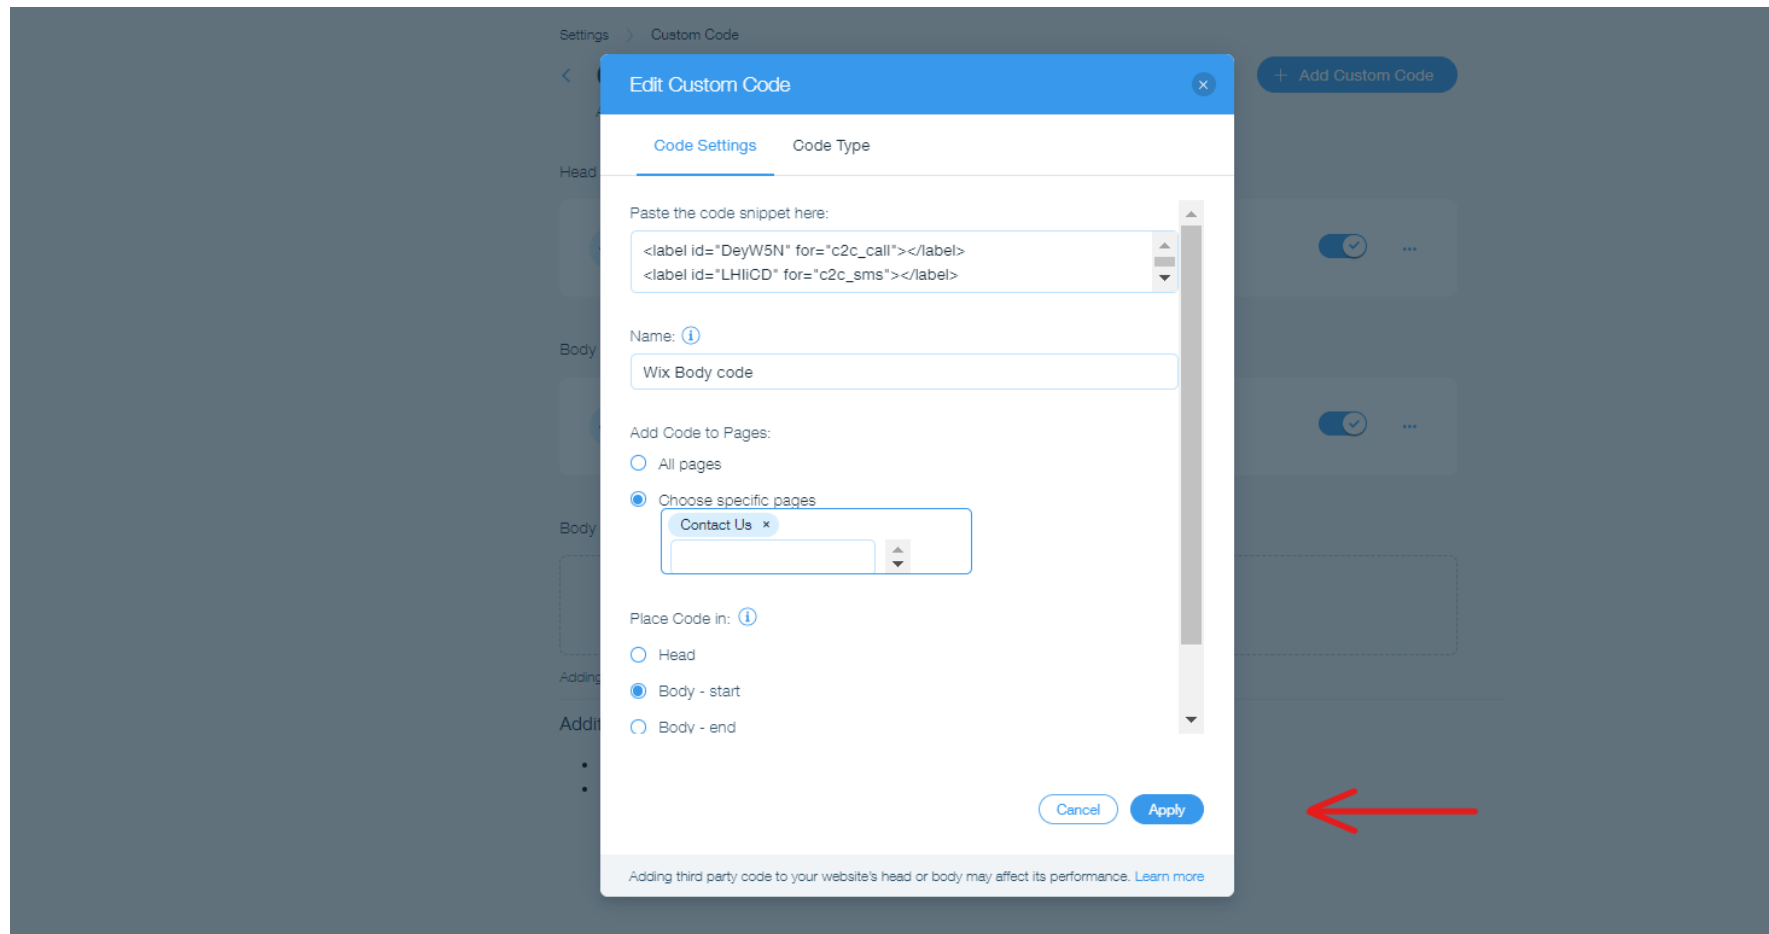 Settings > Custom Code
Edit Custom Code
+ Add Custom Code
Code Settings Code Type
Head
Paste the code snippet here:
<label id="DeyW5N" for="c2c_call"></label>
<label id="LHIiCD" for="c2c_sms"></label>
Name:
Body
Wix Body code
Add Code to Pages:
All pages
Choose specific pages
Contact Us ×
Body
Place Code in:
Head
Adding
Body - start
Addit
Body - end
Cancel Apply
Adding third party code to your website's head or body may affect its performance. Learn more